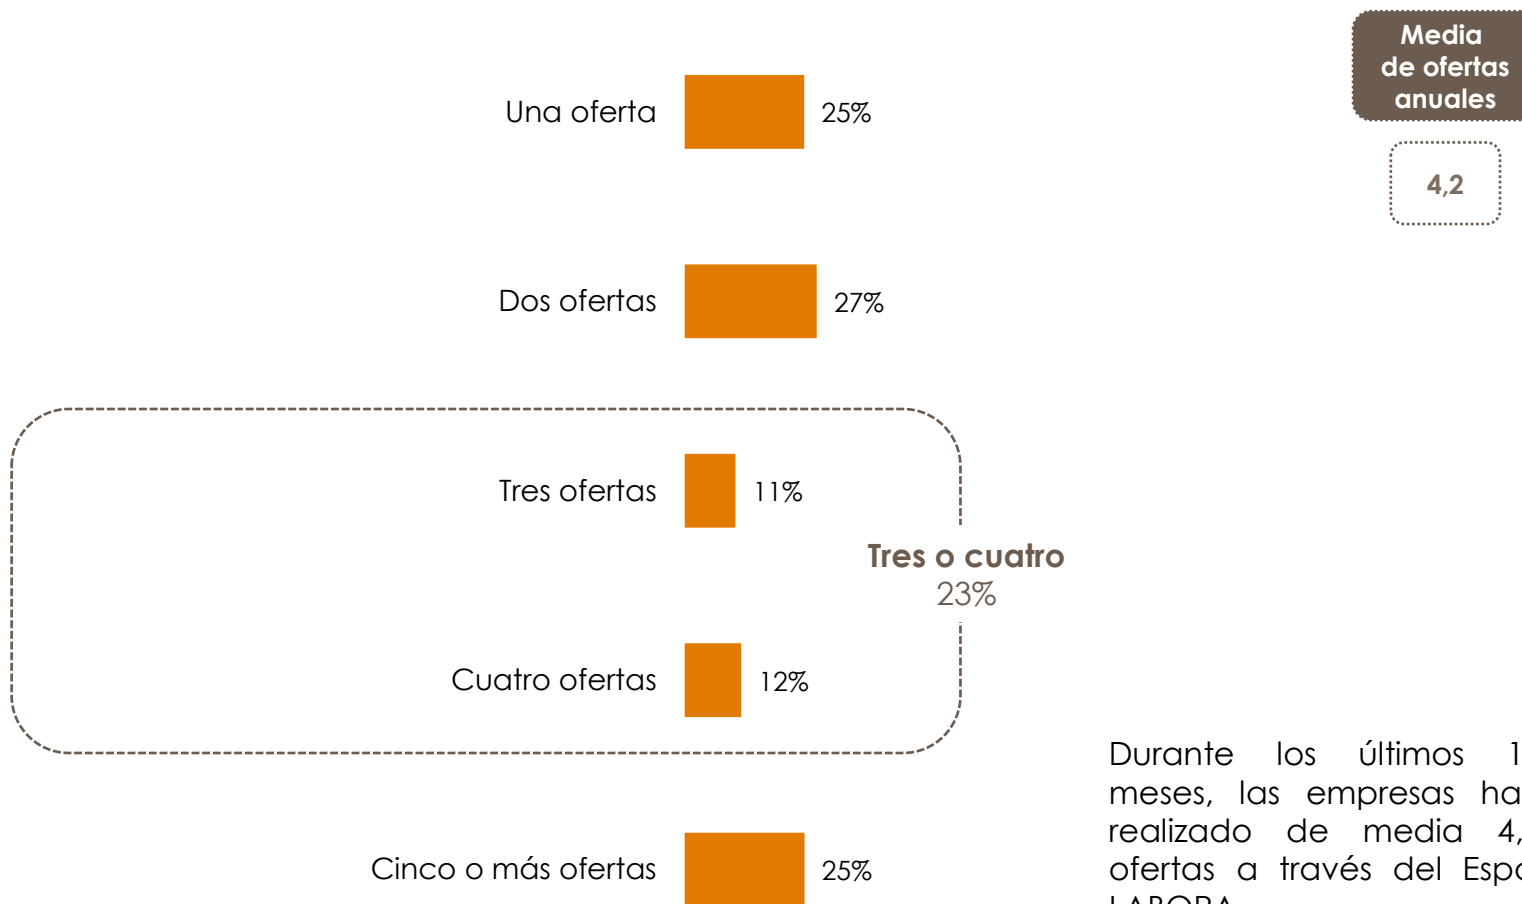 Media
de ofertas
anuales
4,2
Una oferta 25%
Dos ofertas 27%
Tres ofertas 11%
Tres o cuatro
23%
Cuatro ofertas 12%
Cinco o más ofertas 25%
Durante los últimos
meses, las empresas
realizado de media
ofertas a través del
LABORA